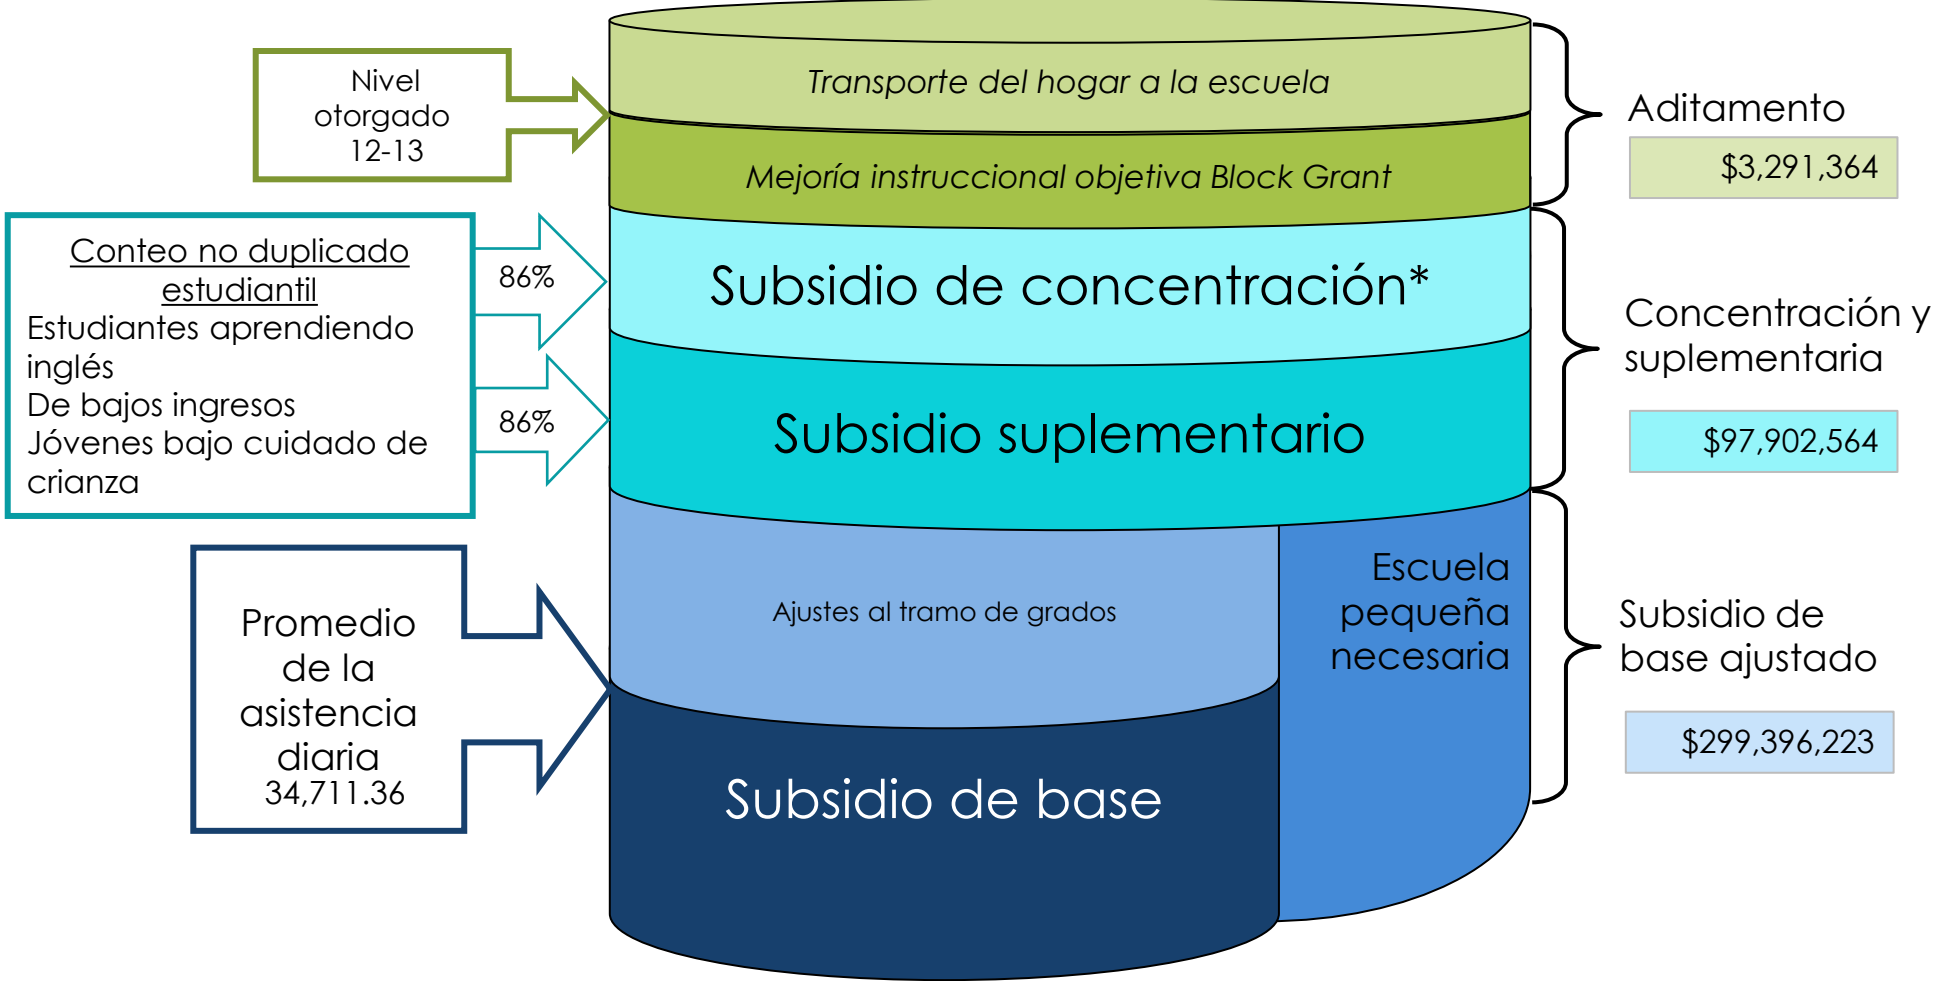 Nivel
otorgado
12-13
Transporte del hogar a la escuela
Mejoría instruccional objetiva Block Grant
Aditamento
$3,291,364
Conteo no duplicado
estudiantil
Estudiantes aprendiendo
inglés
De bajos ingresos
Jóvenes bajo cuidado de
crianza
86%
86%
Subsidio de concentración*
Subsidio suplementario
Concentración y
suplementaria
$97,902,564
Promedio
de la
asistencia
diaria
34,711.36
Ajustes al tramo de grados
Escuela
pequeña
necesaria
Subsidio de base
Subsidio de
base ajustado
$299,396,223